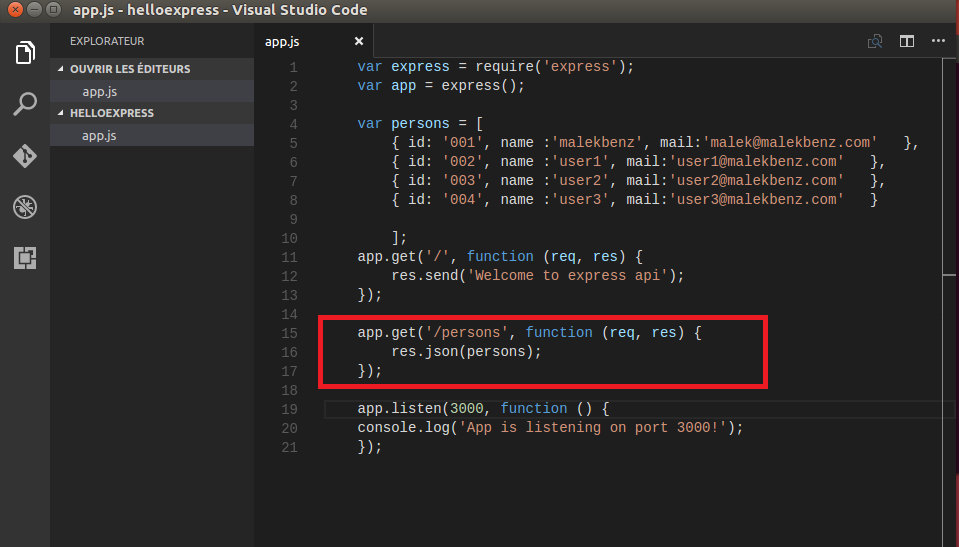 app.js - helloexpress - Visual Studio Code
EXPLORATEUR
OUVRIR LES ÉDITEURS
app.js
HELLOEXPRESS
app.js
app.js
1 var express = require('express');
2 var app = express();
3
4 var persons = [
5 { id: '001', name :'malekbenz', mail:'malek@malekbenz.com' },
6 { id: '002', name :'user1', mail:'user1@malekbenz.com' },
7 { id: '003', name :'user2', mail:'user2@malekbenz.com' },
8 { id: '004', name :'user3', mail:'user3@malekbenz.com' }
9
10 ];
11 app.get('/', function (req, res) {
12 res.send('Welcome to express api');
13 });
14
15 app.get('/persons', function (req, res) {
16 res.json(persons);
17 });
18
19 app.listen(3000, function () {
20 console.log('App is listening on port 3000!');
21 });